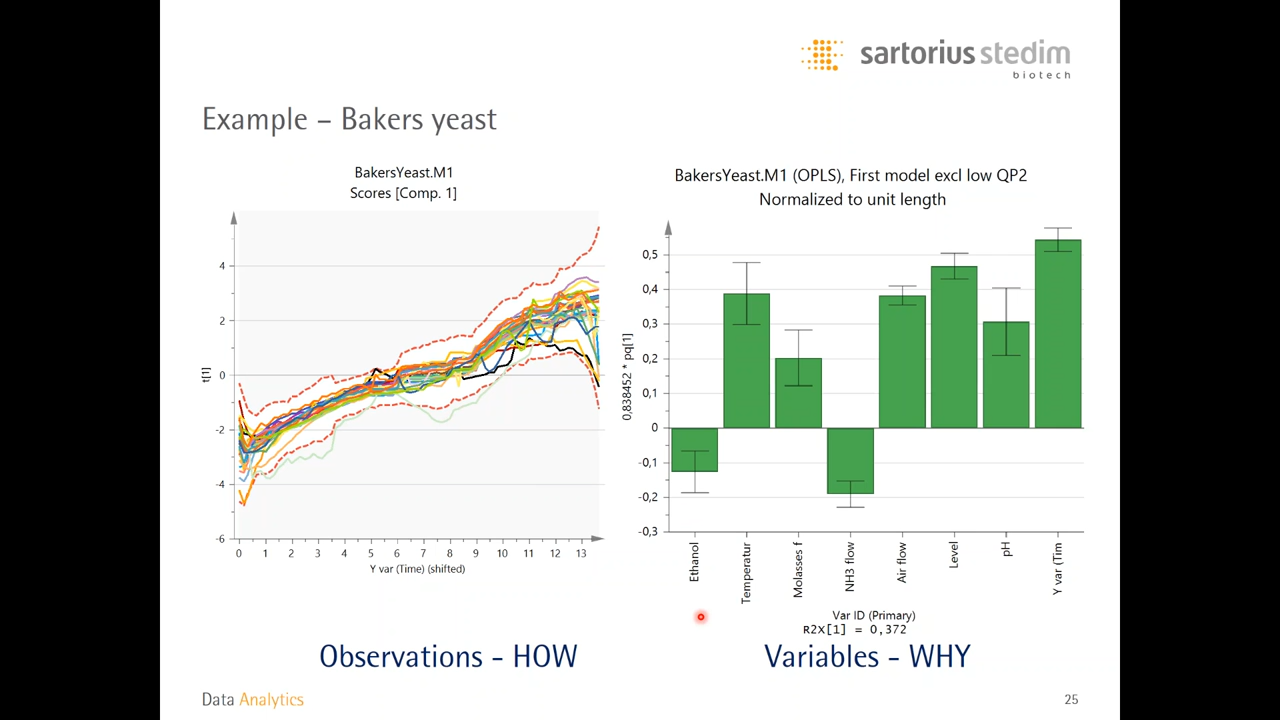 sartorius stedim
biotech
Example – Bakers yeast
BakersYeast.M1
Scores [Comp. 1]
t[1]
4
2
0
-2
-4
-6
0 1 2 3 4 5 6 7 8 9 10 11 12 13
Y var (Time) (shifted)
BakersYeast.M1 (OPLS), First model excl low QP2
Normalized to unit length
0,838452 * pq[1]
0,5
0,4
0,3
0,2
0,1
0
-0,1
-0,2
-0,3
Ethanol
Temperatur
Molasses f
NH3 flow
Air flow
Level
pH
Y var (Tim
Var ID (Primary)
R2X[1] = 0,372
Observations - HOW
Variables - WHY
Data Analytics
25